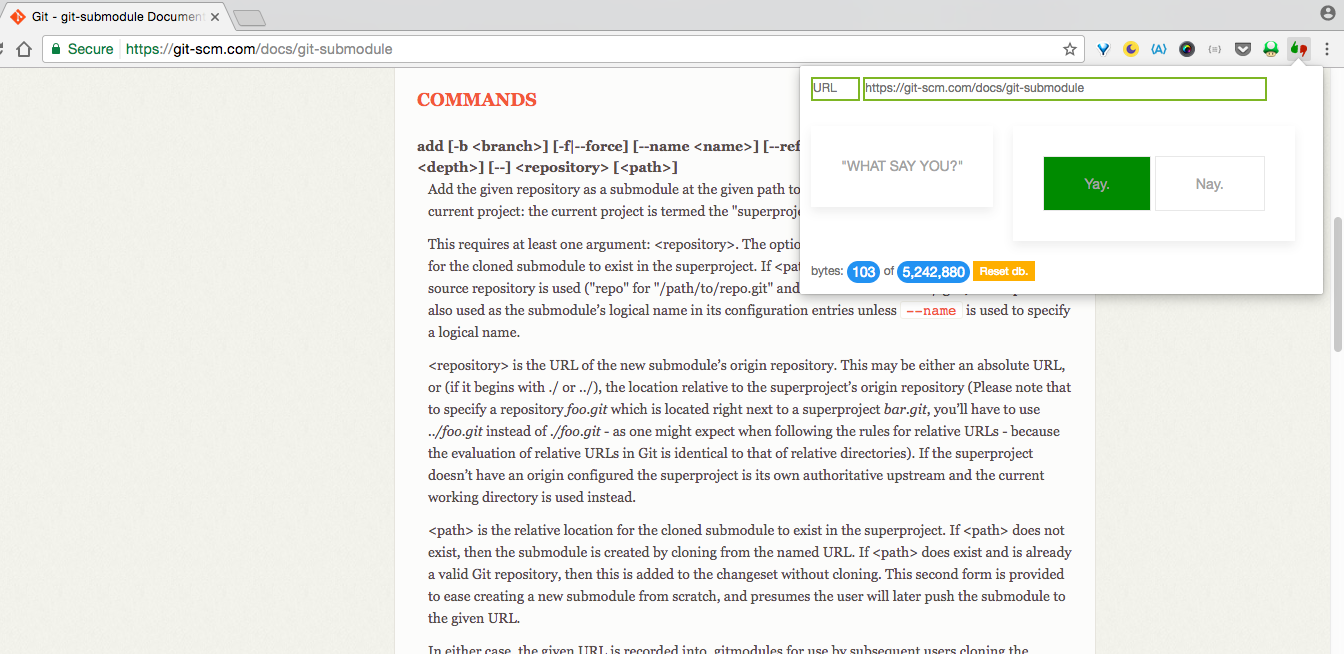 Git - git-submodule Document
Secure https://git-scm.com/docs/git-submodule
COMMANDS
add [-b <branch>] [-f|--force] [--name <name>] [--ref
<depth>] [--] <repository> [<path>]
Add the given repository as a submodule at the given path to
current project: the current project is termed the "superproje
This requires at least one argument: <repository>. The optio
for the cloned submodule to exist in the superproject. If <pat
source repository is used ("repo" for "/path/to/repo.git" and
also used as the submodule’s logical name in its configuration entries unless --name is used to specify
a logical name.
<repository> is the URL of the new submodule’s origin repository. This may be either an absolute URL,
or (if it begins with ./ or ../), the location relative to the superproject’s origin repository (Please note that
to specify a repository foo.git which is located right next to a superproject bar.git, you’ll have to use
../foo.git instead of ./foo.git - as one might expect when following the rules for relative URLs - because
the evaluation of relative URLs in Git is identical to that of relative directories). If the superproject
doesn’t have an origin configured the superproject is its own authoritative upstream and the current
working directory is used instead.
<path> is the relative location for the cloned submodule to exist in the superproject. If <path> does not
exist, then the submodule is created by cloning from the named URL. If <path> does exist and is already
a valid Git repository, then this is added to the changeset without cloning. This second form is provided
to ease creating a new submodule from scratch, and presumes the user will later push the submodule to
the given URL.
In either case, the given URL is recorded into .gitmodules for use by subsequent users cloning the
URL https://git-scm.com/docs/git-submodule
"WHAT SAY YOU?"
Yay. Nay.
bytes: 103 of 5,242,880 Reset db.